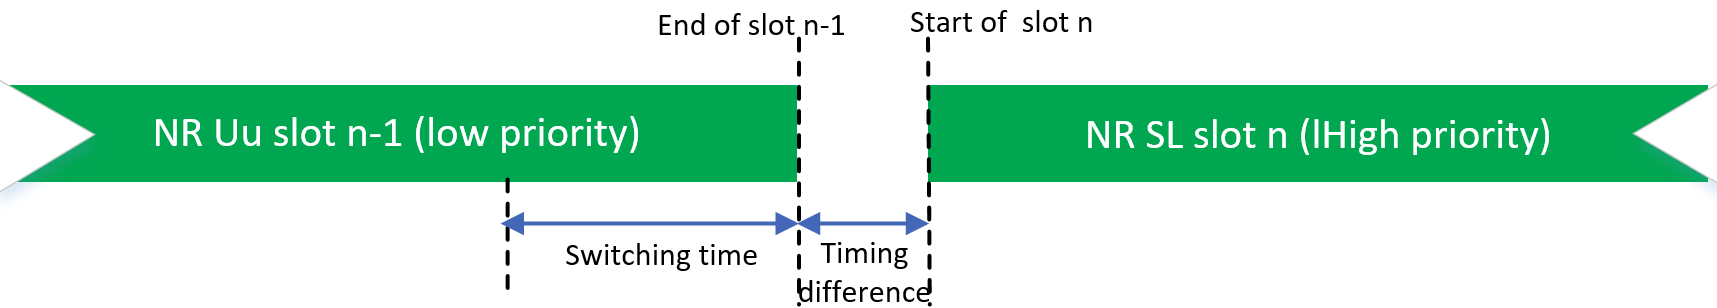 End of slot n-1
Start of  slot n
NR Uu slot n-1 (low priority)
NR SL slot n (lHigh priority)
Switching time
Timing
difference